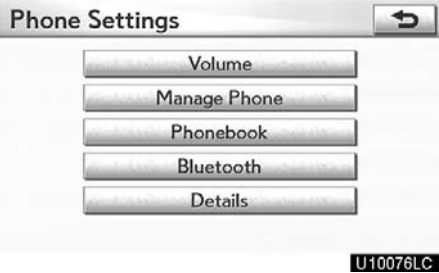 Phone Settings
Volume
Manage Phone
Phonebook
Bluetooth
Details
U10076LC